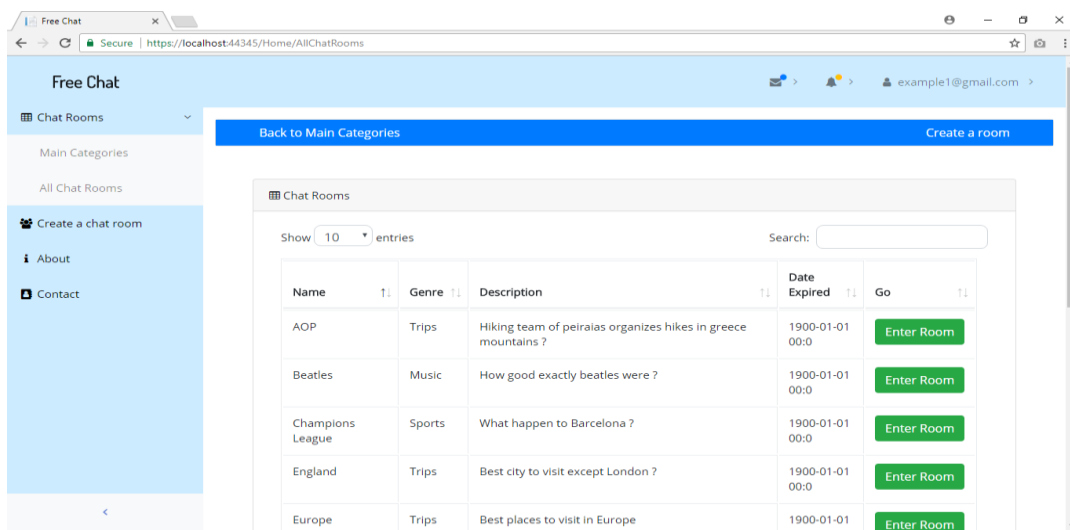 Free Chat
Secure | https://localhost:44345/Home/AllChatRooms
Free Chat
example1@gmail.com
Chat Rooms
Main Categories
All Chat Rooms
Create a chat room
About
Contact
Back to Main Categories
Create a room
Chat Rooms
Show 10 entries
Search:
Name Genre Description Date Expired Go
AOP Trips Hiking team of peiraias organizes hikes in greece 1900-01-01 Enter Room
mountains ? 00:0
Beatles Music How good exactly beatles were ? 1900-01-01 Enter Room
00:0
Champions Sports What happen to Barcelona ? 1900-01-01 Enter Room
League 00:0
England Trips Best city to visit except London ? 1900-01-01 Enter Room
00:0
Europe Trips Best places to visit in Europe 1900-01-01 Enter Room